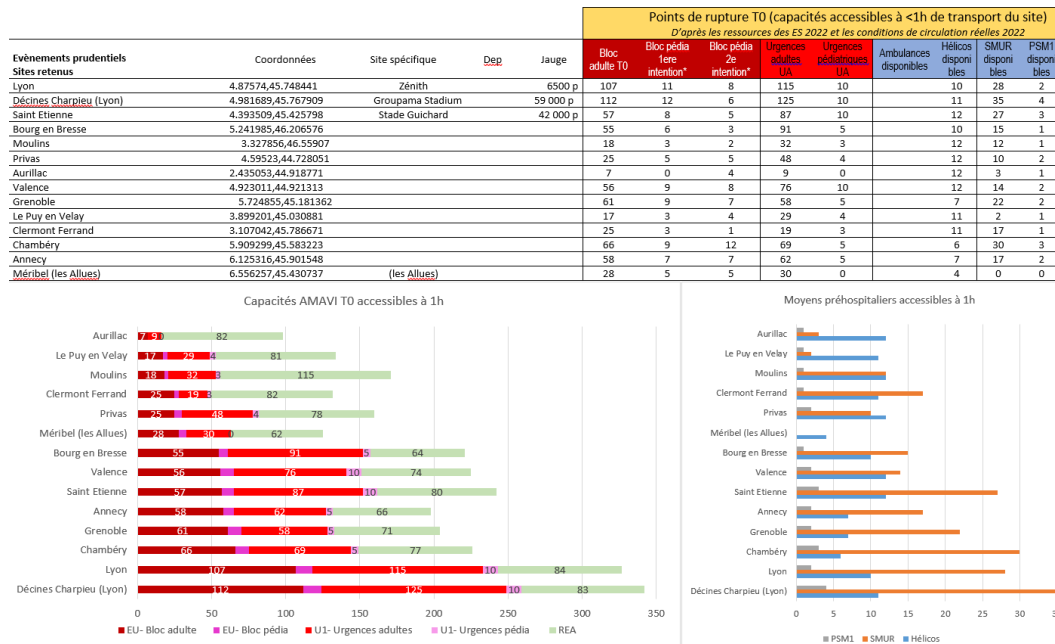 Points de rupture T0 (capacités accessibles à <1h de transport du site)
D'après les ressources des ES 2022 et les conditions de circulation réelles 2022
Evènements prudentiels Sites retenus Coordonnées Site spécifique Dep Jauge Bloc adulte T0 Bloc pédia 1ere intention* Bloc pédia 2e intention* Urgences adultes UA Urgences pédiatriques UA Ambulances disponibles Hélicos disponi bles SMUR disponi bles PSM1 disponi bles
Lyon 4.87574,45.748441 Zénith 6500 p 107 11 8 115 10 10 28 2
Décines Charpieu (Lyon) 4.981689,45.767909 Groupama Stadium 59 000 p 112 12 6 125 10 11 35 4
Saint Etienne 4.393509,45.425798 Stade Guichard 42 000 p 57 8 5 87 10 12 27 3
Bourg en Bresse 5.241985,46.206576 55 6 3 91 5 10 15 1
Moulins 3.327856,46.55907 18 3 2 32 3 12 12 1
Privas 4.59523,44.728051 25 5 5 48 4 12 10 2
Aurillac 2.435053,44.918771 7 0 4 9 0 12 3 1
Valence 4.923011,44.921313 56 9 8 76 10 12 14 2
Grenoble 5.724855,45.181362 61 9 7 58 5 7 22 2
Le Puy en Velay 3.899201,45.030881 17 3 4 29 4 11 2 1
Clermont Ferrand 3.107042,45.786671 25 3 1 19 3 11 17 1
Chambéry 5.909299,45.583223 66 9 12 69 5 6 30 3
Annecy 6.125316,45.901548 58 7 7 62 5 7 17 2
Méribel (les Allues) 6.556257,45.430737 (les Allues) 28 5 5 30 0 4 0 0
Capacités AMAVI T0 accessibles à 1h
Aurillac 7 9 0 82
Le Puy en Velay 17 29 4 81
Moulins 18 32 3 115
Clermont Ferrand 25 19 3 82
Privas 25 48 4 78
Méribel (les Allues) 28 30 0 62
Bourg en Bresse 55 91 5 64
Valence 56 76 10 74
Saint Etienne 57 87 10 80
Annecy 58 62 5 66
Grenoble 61 58 5 71
Chambéry 66 69 5 77
Lyon 107 115 10 84
Décines Charpieu (Lyon) 112 125 10 83
0 50 100 150 200 250 300 350
EU- Bloc adulte EU- Bloc pédia U1- Urgences adultes U1- Urgences pédia REA
Moyens préhospitaliers accessibles à 1h
Aurillac
Le Puy en Velay
Moulins
Clermont Ferrand
Privas
Méribel (les Allues)
Bourg en Bresse
Valence
Saint Etienne
Annecy
Grenoble
Chambéry
Lyon
Décines Charpieu (Lyon)
0 5 10 15 20 25 30 35
PSM1 SMUR Hélicos